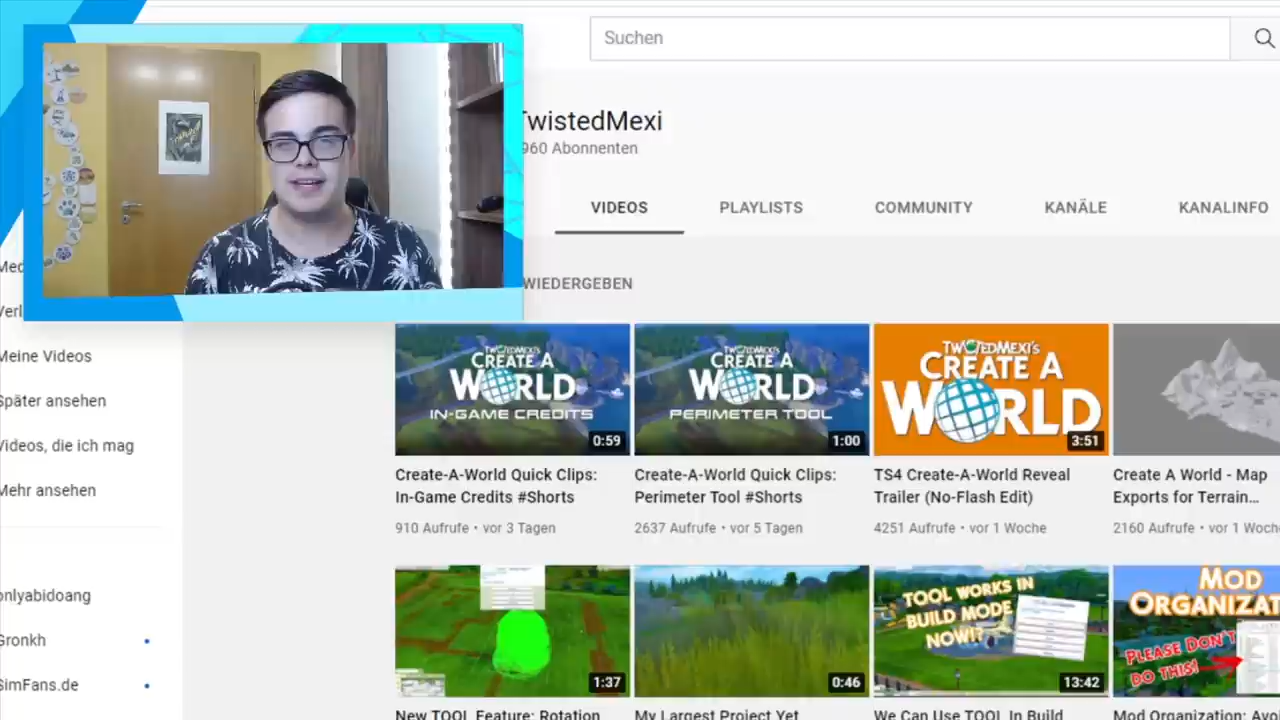 Suchen
TwistedMexi
960 Abonnenten
VIDEOS
PLAYLISTS
COMMUNITY
KANÄLE
KANALINFO
WIEDERGEBEN
Meine Videos
Später ansehen
Videos, die ich mag
Mehr ansehen
onlyabidoang
Gronkh
SimFans.de
TWISTEDMEXI'S
CREATE A
WORLD
IN-GAME CREDITS
0:59
Create-A-World Quick Clips:
In-Game Credits #Shorts
910 Aufrufe • vor 3 Tagen
TWISTEDMEXI'S
CREATE A
WORLD
PERIMETER TOOL
1:00
Create-A-World Quick Clips:
Perimeter Tool #Shorts
2637 Aufrufe • vor 5 Tagen
TWISTEDMEXI'S
CREATE A
WORLD
3:51
TS4 Create-A-World Reveal
Trailer (No-Flash Edit)
4251 Aufrufe • vor 1 Woche
Create A World - Map
Exports for Terrain…
2160 Aufrufe • vor 1 Woch
1:37
New TOOL Feature: Rotation
0:46
My Largest Project Yet
TOOL WORKS IN
BUILD MODE
NOW!?
13:42
We Can Use TOOL In Build
MOD
ORGANIZAT
PLEASE DON'T
DO THIS!
Mod Organization: Avoi